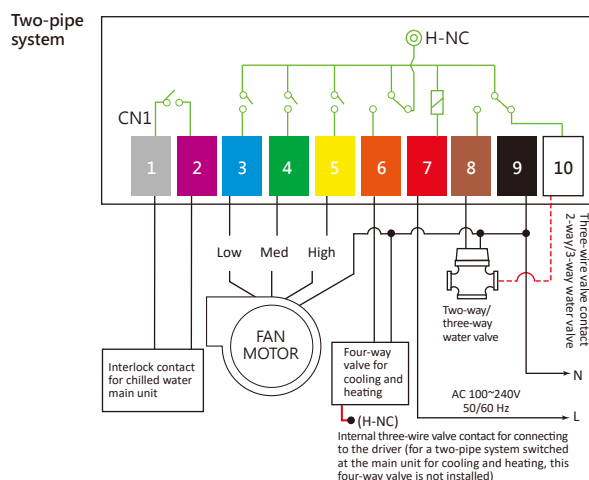 Two-pipe
system
H-NC
CN1
1 2 3 4 5 6 7 8 9 10
Low Med High
FAN
MOTOR
Interlock contact
for chilled water
main unit
Four-way
valve for
cooling and
heating
(H-NC)
Two-way/
three-way
water valve
Three-wire valve contact
2-way/3-way water valve
AC 100~240V
50/60 Hz
N
L
Internal three-wire valve contact for connecting
to the driver (for a two-pipe system switched
at the main unit for cooling and heating, this
four-way valve is not installed)